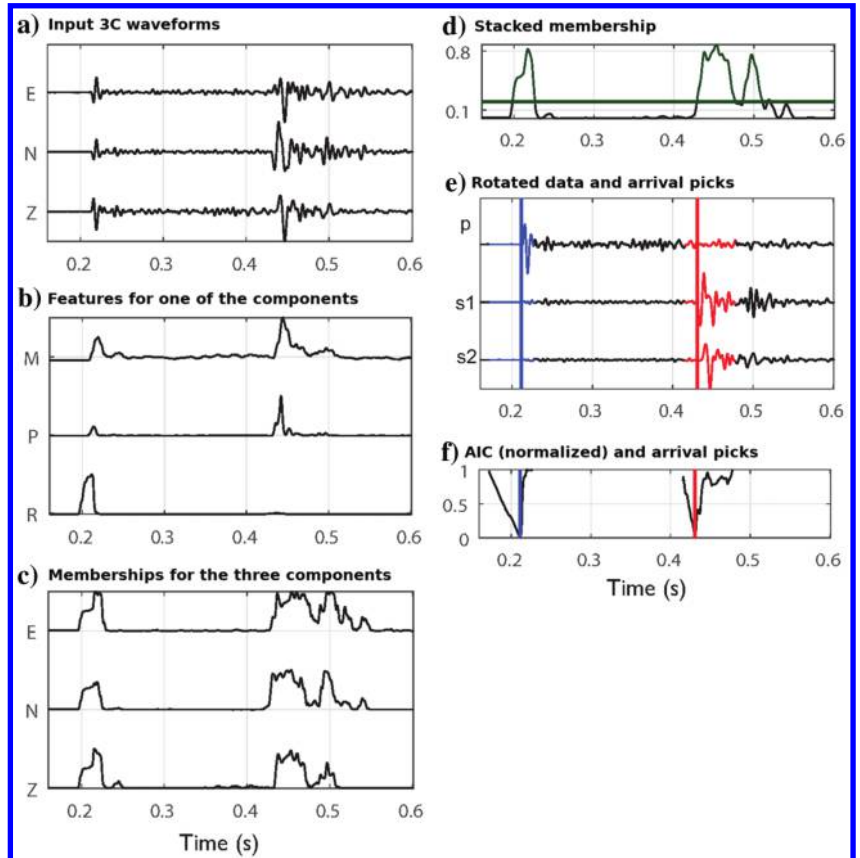 a) Input 3C waveforms
E
N
Z
0.2 0.3 0.4 0.5 0.6
b) Features for one of the components
M
P
R
0.2 0.3 0.4 0.5 0.6
c) Memberships for the three components
E
N
Z
0.2 0.3 0.4 0.5 0.6
Time (s)
d) Stacked membership
0.8
0.1
0.2 0.3 0.4 0.5 0.6
e) Rotated data and arrival picks
p
s1
s2
0.2 0.3 0.4 0.5 0.6
f) AIC (normalized) and arrival picks
1
0.5
0
0.2 0.3 0.4 0.5 0.6
Time (s)